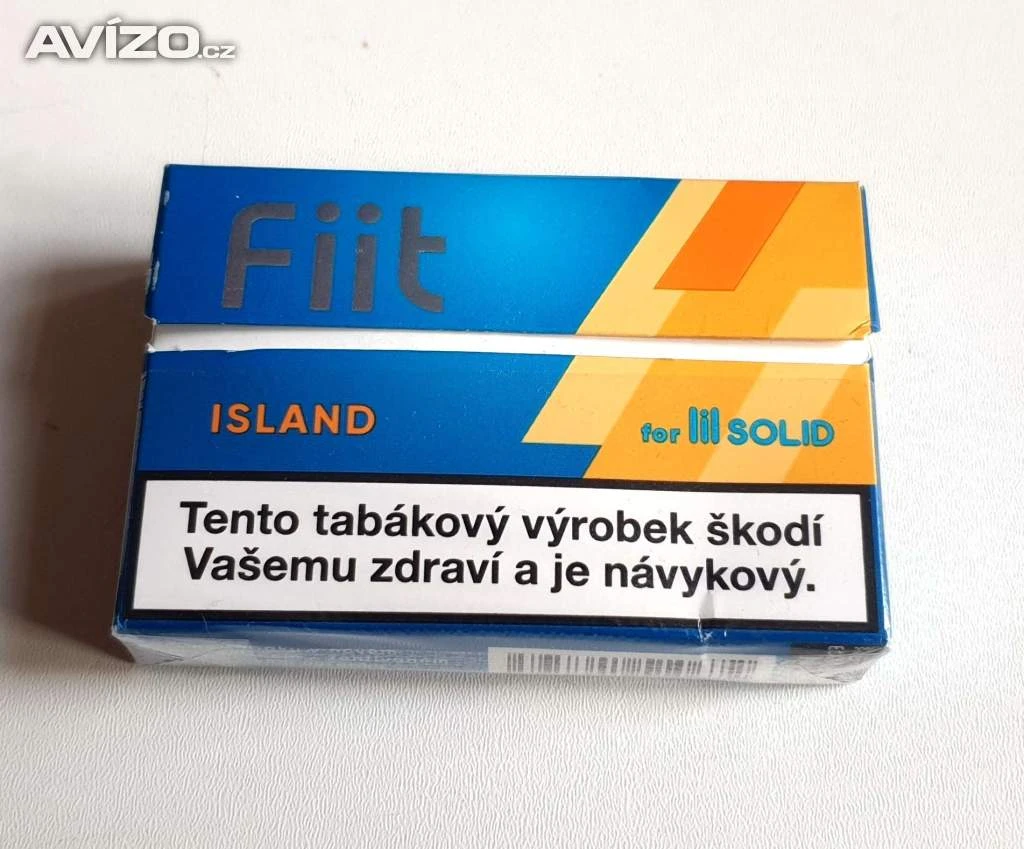 AVÍZO.cz
Fiit
ISLAND
for lil SOLID
Tento tabákový výrobek škodí
Vašemu zdraví a je návykový.